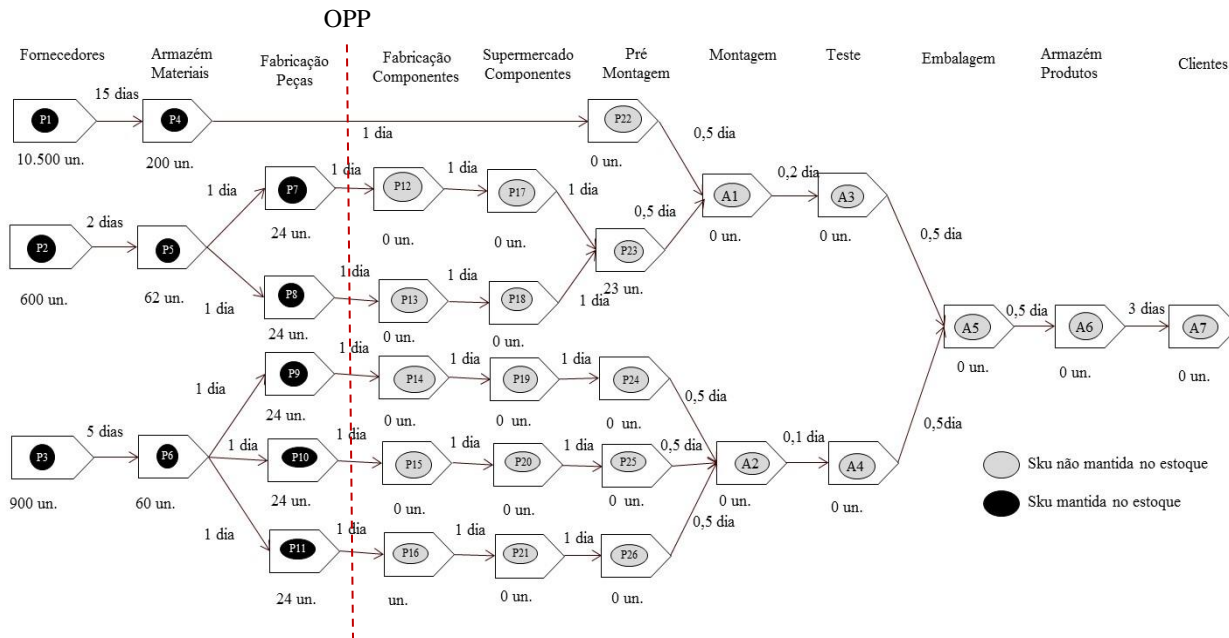 OPP
Fornecedores
Armazém
Materiais
Fabricação
Peças
Fabricação
Componentes
Supermercado
Componentes
Pré
Montagem
Montagem
Teste
Embalagem
Armazém
Produtos
Clientes
P1
15 dias
P4
1 dia
P22
0,5 dia
10.500 un.
200 un.
0 un.
P2
2 dias
P5
1 dia
1 dia
P7
1 dia
P12
1 dia
P17
1 dia
24 un.
0 un.
0 un.
600 un.
62 un.
P8
1 dia
P13
1 dia
P18
1 dia
24 un.
0 un.
0 un.
P23
0,5 dia
23 un.
A1
0,2 dia
A3
0,5 dia
0 un.
0 un.
P3
5 dias
P6
1 dia
1 dia
1 dia
900 un.
60 un.
P9
1 dia
P14
1 dia
P19
1 dia
P24
0,5 dia
24 un.
0 un.
0 un.
0 un.
P10
1 dia
P15
1 dia
P20
1 dia
P25
0,5 dia
24 un.
0 un.
0 un.
0 un.
P11
1 dia
P16
1 dia
P21
1 dia
P26
0,5 dia
24 un.
un.
0 un.
0 un.
A2
0,1 dia
A4
0,5dia
0 un.
0 un.
A5
0,5 dia
A6
3 dias
A7
0 un.
0 un.
0 un.
Sku não mantida no estoque
Sku mantida no estoque